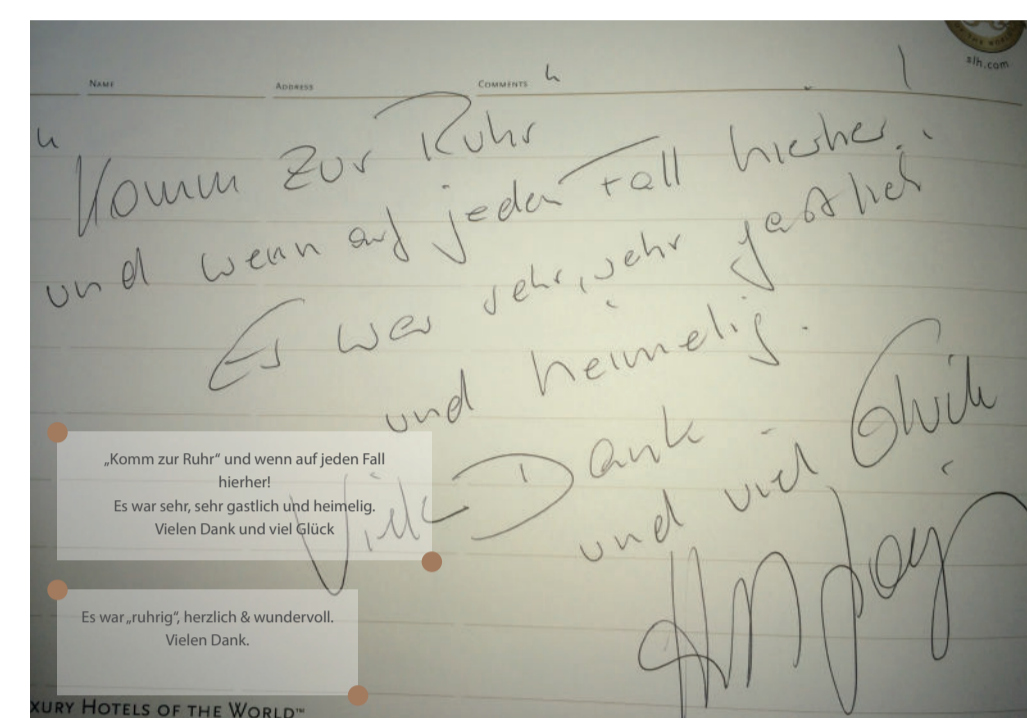 slh.com
NAME ADDRESS COMMENTS
Komm zur Ruhr
und wenn auf jeden Fall hierher.
Es war sehr, sehr gastlich
und heimelig.
Vielen Dank
und viel Glück
„Komm zur Ruhr“ und wenn auf jeden Fall
hierher!
Es war sehr, sehr gastlich und heimelig.
Vielen Dank und viel Glück
Es war „ruhrig“, herzlich & wundervoll.
Vielen Dank.
XURY HOTELS OF THE WORLD™